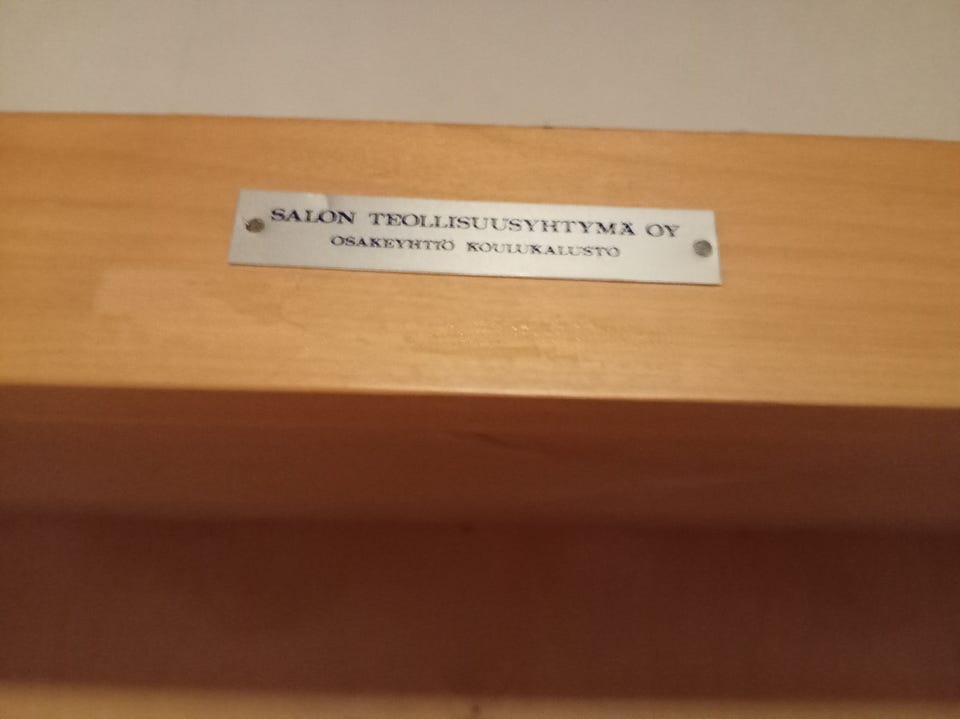 SALON TEOLLISUUSYHTYMÄ OY
OSAKEYHTIÖ KOULUKALUSTO